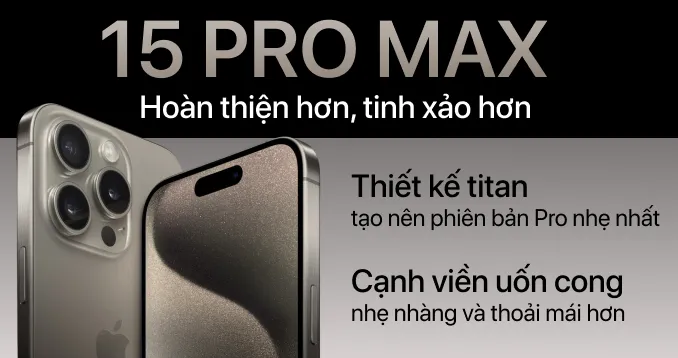 15 PRO MAX
Hoàn thiện hơn, tinh xảo hơn
Thiết kế titan
tạo nên phiên bản Pro nhẹ nhất
Cạnh viền uốn cong
nhẹ nhàng và thoải mái hơn